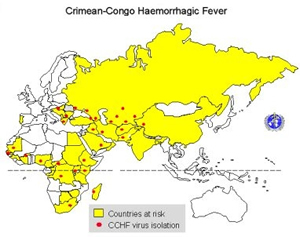 Crimean-Congo Haemorrhagic Fever
Countries at risk
CCHF virus isolation